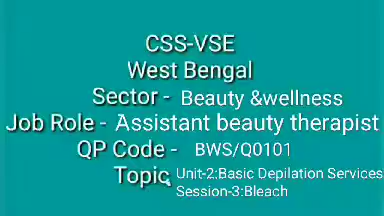 CSS-VSE
West Bengal
Sector - Beauty &wellness
Job Role - Assistant beauty therapist
QP Code - BWS/Q0101
Topic Unit-2:Basic Depilation Services
Session-3:Bleach